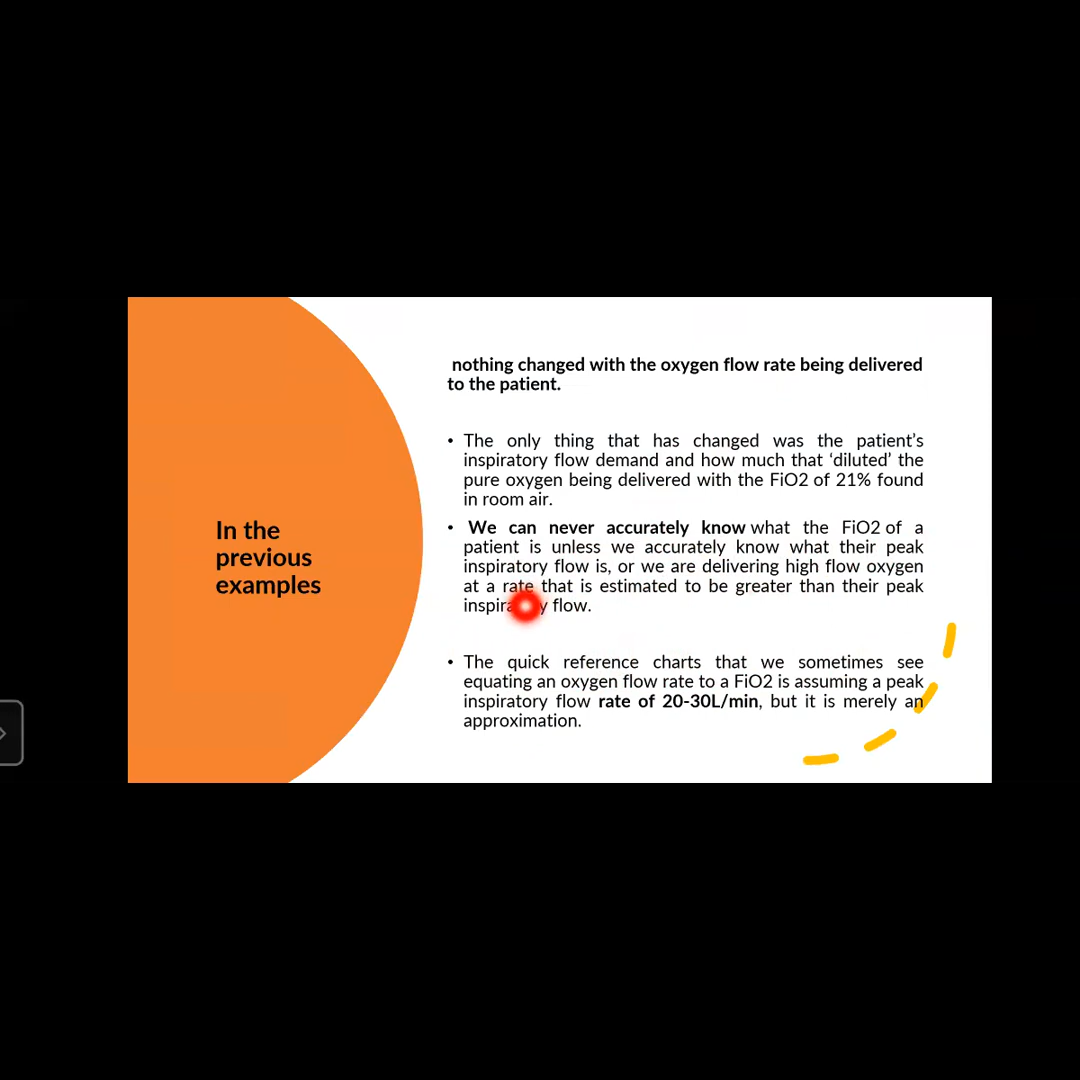 In the
previous
examples
nothing changed with the oxygen flow rate being delivered
to the patient.
• The only thing that has changed was the patient’s
inspiratory flow demand and how much that ‘diluted’ the
pure oxygen being delivered with the FiO2 of 21% found
in room air.
• We can never accurately know what the FiO2 of a
patient is unless we accurately know what their peak
inspiratory flow is, or we are delivering high flow oxygen
at a rate that is estimated to be greater than their peak
inspiratory flow.
• The quick reference charts that we sometimes see
equating an oxygen flow rate to a FiO2 is assuming a peak
inspiratory flow rate of 20-30L/min, but it is merely an
approximation.